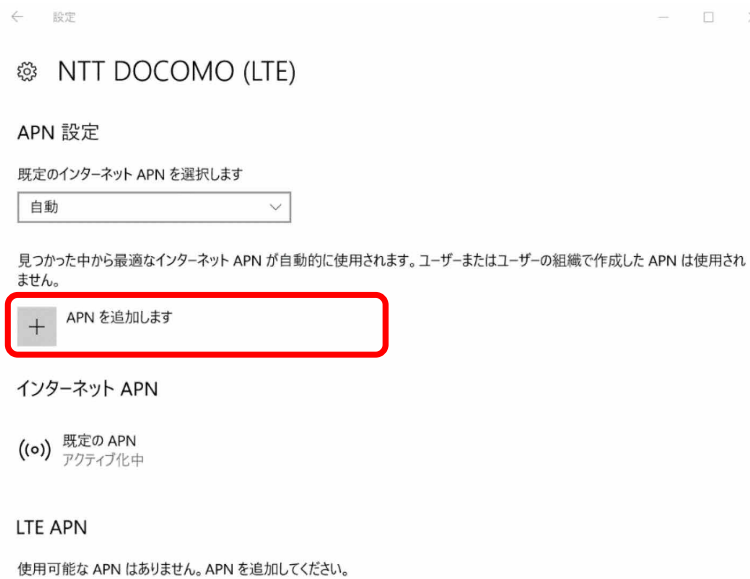 設定
NTT DOCOMO (LTE)
APN 設定
既定のインターネット APN を選択します
自動
見つかった中から最適なインターネット APN が自動的に使用されます。ユーザーまたはユーザーの組織で作成した APN は使用され
ません。
APN を追加します
インターネット APN
既定の APN
アクティブ化中
LTE APN
使用可能な APN はありません。APN を追加してください。